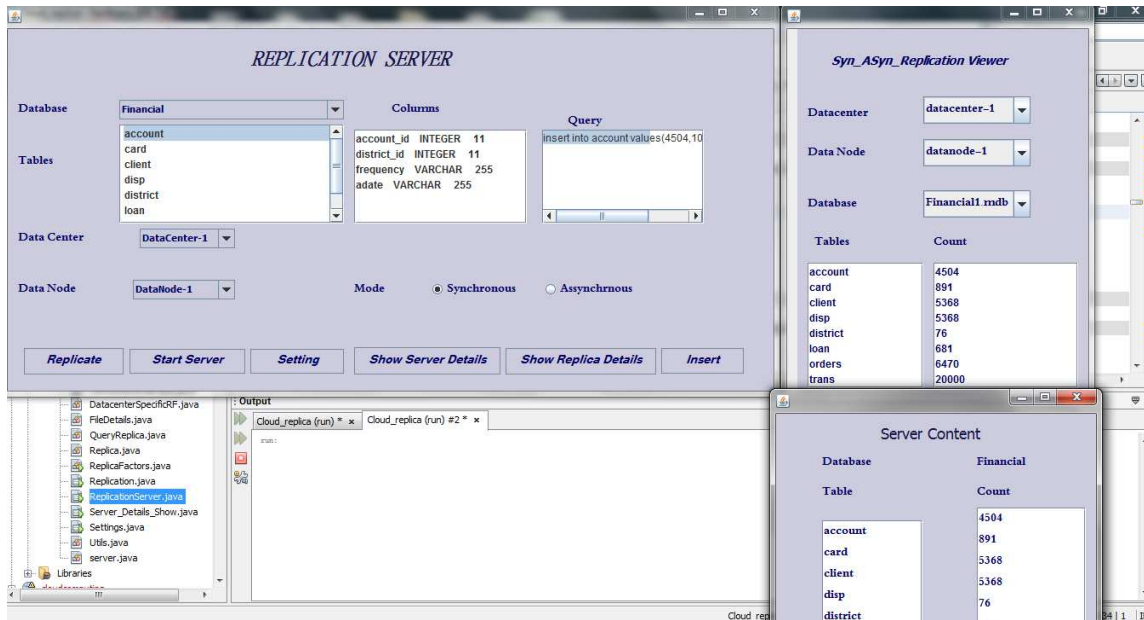 REPLICATION SERVER
Database
Financial
Columns
Query
Tables
account
card
client
disp
district
loan
account_id INTEGER 11
district_id INTEGER 11
frequency VARCHAR 255
adate VARCHAR 255
insert into account values(4504,10
Data Center
DataCenter-1
Data Node
DataNode-1
Mode
Synchronous
Assynchrnous
Replicate
Start Server
Setting
Show Server Details
Show Replica Details
Insert
Syn_ASyn_Replication Viewer
Datacenter
datacenter-1
Data Node
datanode-1
Database
Financial1.mdb
Tables
Count
account 4504
card 891
client 5368
disp 5368
district 76
loan 681
orders 6470
trans 20000
DatacenterSpecificRF.java
FileDetails.java
QueryReplica.java
Replica.java
ReplicaFactors.java
Replication.java
ReplicationServer.java
Server_Details_Show.java
Settings.java
Utils.java
server.java
Libraries
Output
Cloud_replica (run) * x
Cloud_replica (run) #2 * x
run:
Server Content
Database
Financial
Table
Count
account
card
client
disp
district
4504
891
5368
5368
76
Cloud rep
34 | 1